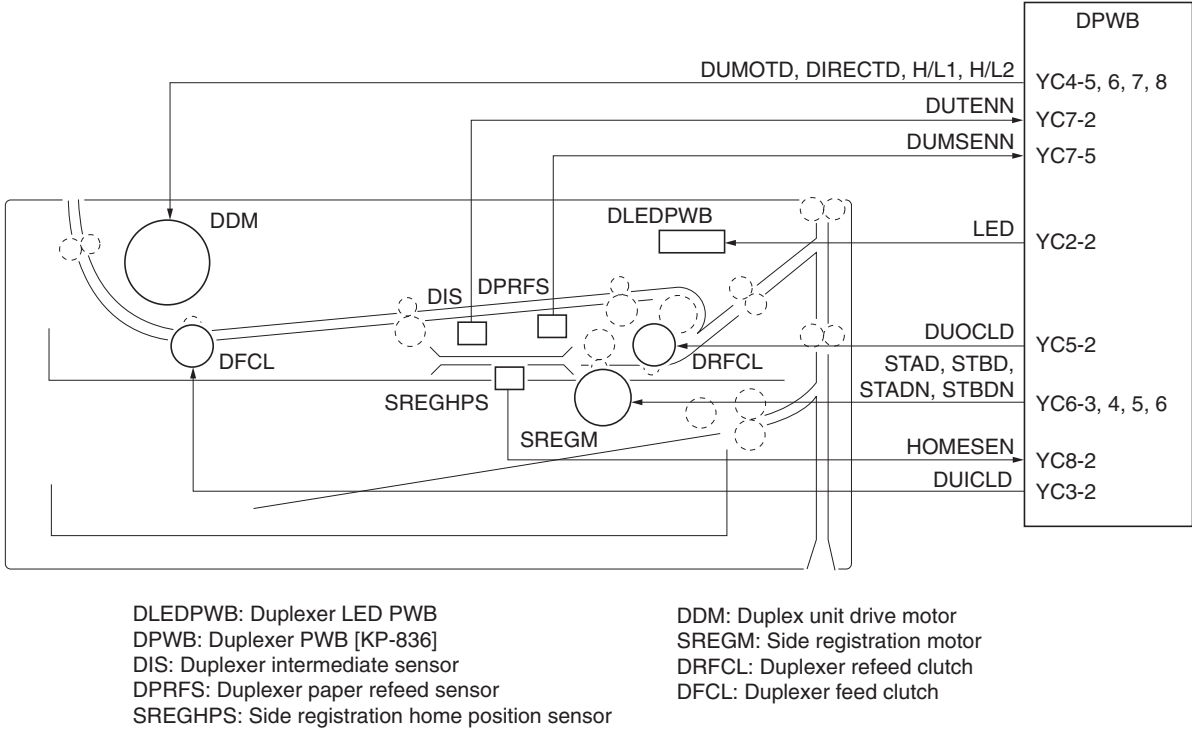 DPWB
DUMOTD, DIRECTD, H/L1, H/L2
YC4-5, 6, 7, 8
DUTENN
YC7-2
DUMSENN
YC7-5
DDM
DLEDPWB
LED
YC2-2
DIS
DPRFS
DFCL
DRFCL
DUOCLD
YC5-2
STAD, STBD,
STADN, STBDN
YC6-3, 4, 5, 6
SREGHPS
SREGM
HOMESEN
YC8-2
DUICLD
YC3-2
DLEDPWB: Duplexer LED PWB
DPWB: Duplexer PWB [KP-836]
DIS: Duplexer intermediate sensor
DPRFS: Duplexer paper refeed sensor
SREGHPS: Side registration home position sensor
DDM: Duplex unit drive motor
SREGM: Side registration motor
DRFCL: Duplexer refeed clutch
DFCL: Duplexer feed clutch